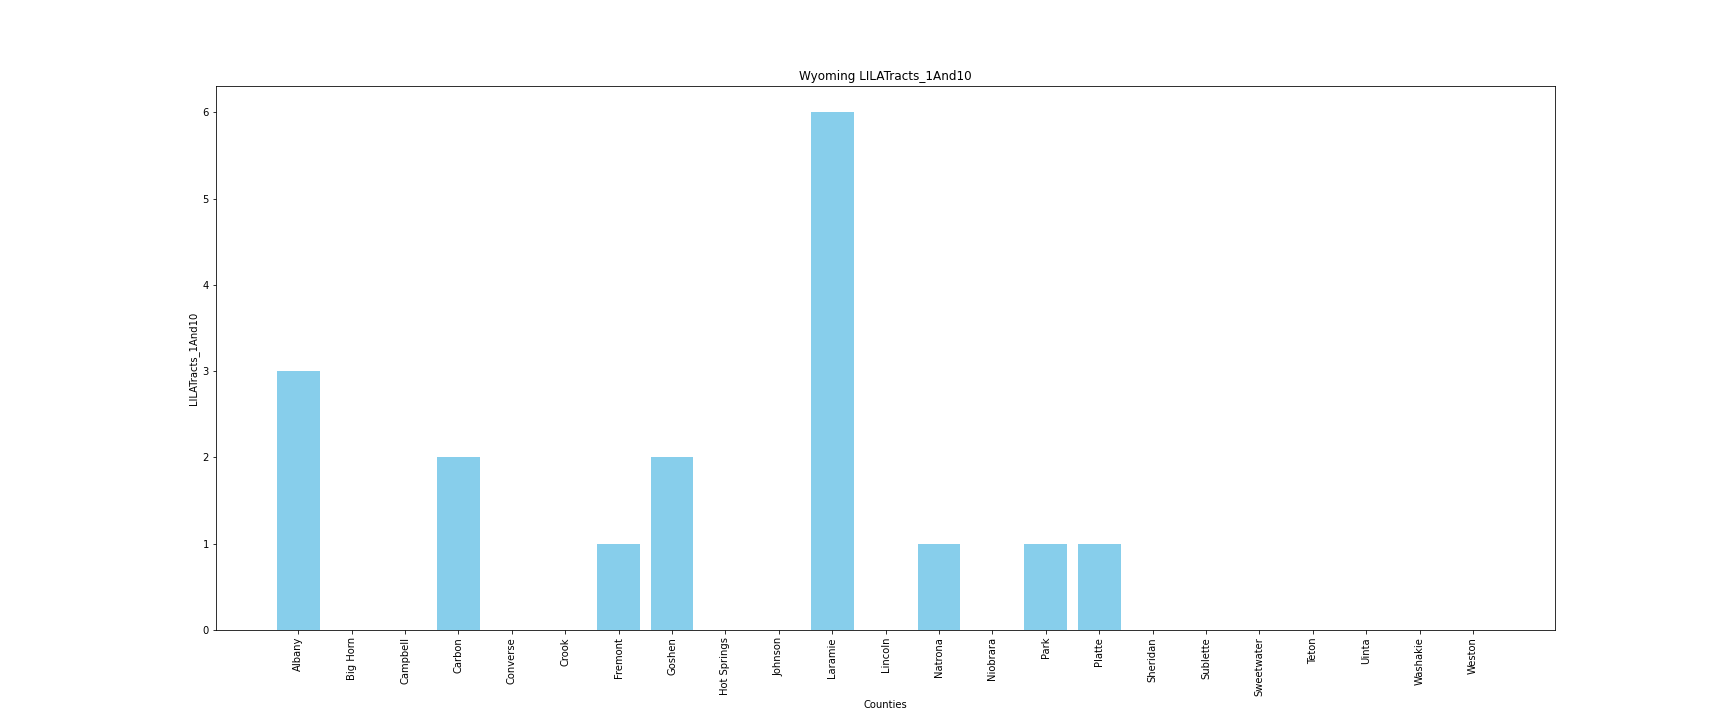 Wyoming LILATracts_1And10
6
5
4
3
2
1
0
LILATracts_1And10
Albany
Big Horn
Campbell
Carbon
Converse
Crook
Fremont
Goshen
Hot Springs
Johnson
Laramie
Lincoln
Natrona
Niobrara
Park
Platte
Sheridan
Sublette
Sweetwater
Teton
Uinta
Washakie
Weston
Counties